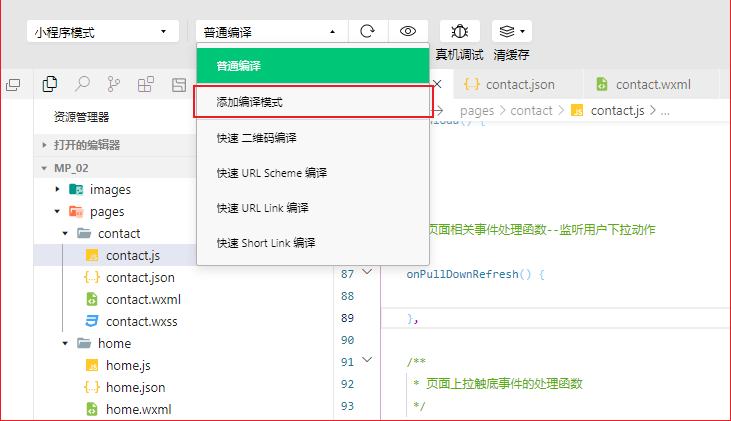 小程序模式
普通编译
真机调试
清缓存
普通编译
添加编译模式
快速 二维码编译
快速 URL Scheme 编译
快速 URL Link 编译
快速 Short Link 编译
contact.json
contact.wxml
资源管理器
pages > contact > contact.js > ...
打开的编辑器
MP_02
images
pages
contact
contact.js
contact.json
contact.wxml
contact.wxss
home
home.js
home.json
home.wxml
页面相关事件处理函数--监听用户下拉动作
87 onPullDownRefresh() {
88
89 },
90
91 /**
92 * 页面上拉触底事件的处理函数
93 */